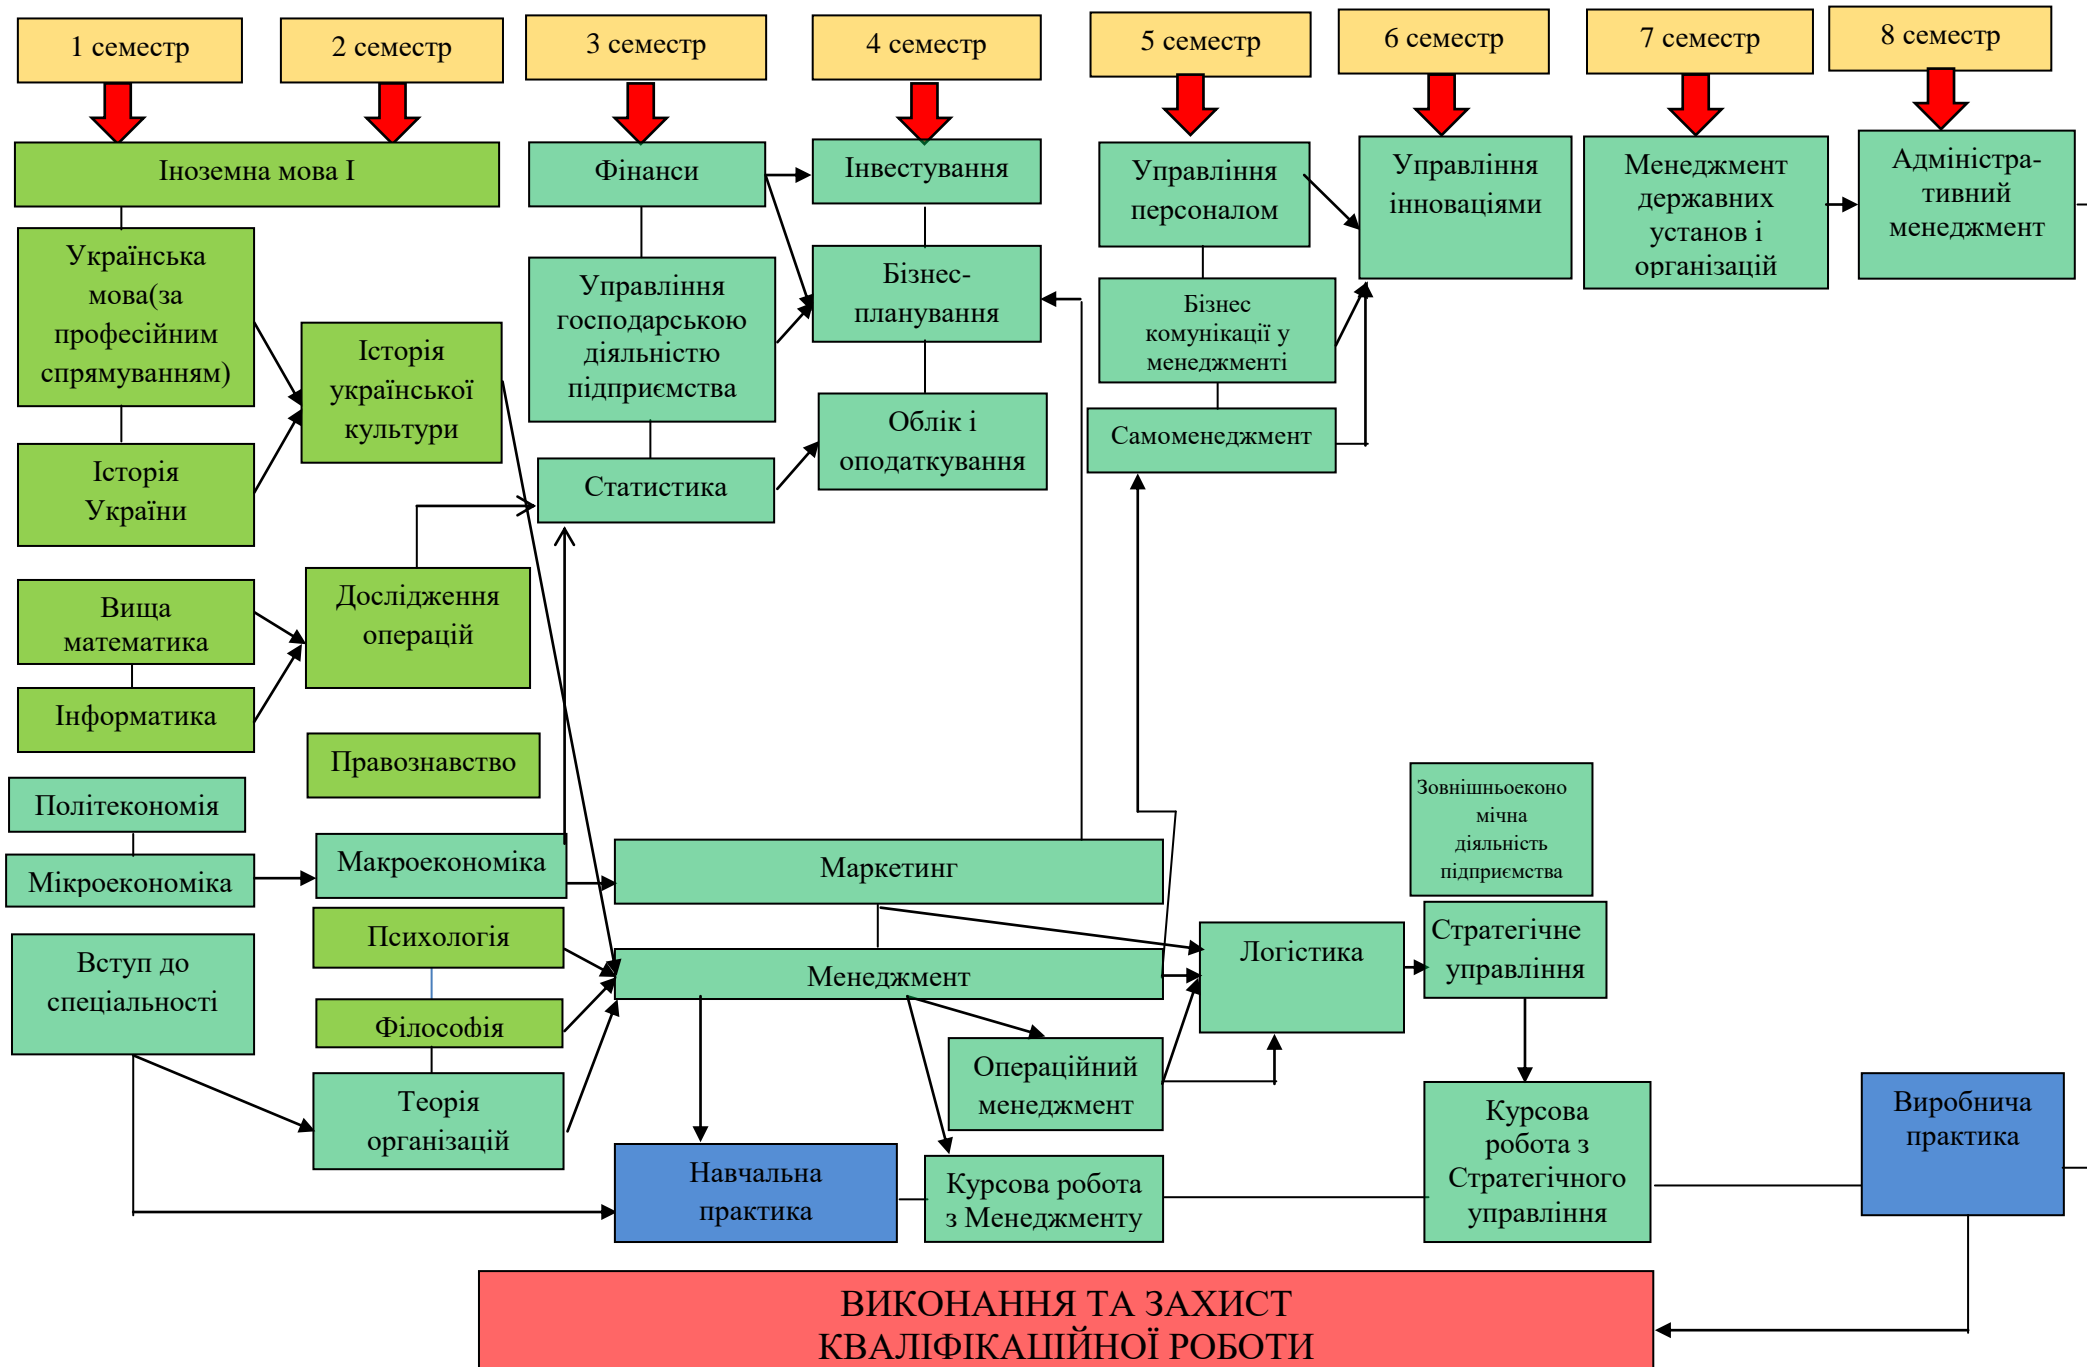 1 семестр
2 семестр
3 семестр
4 семестр
5 семестр
6 семестр
7 семестр
8 семестр
Іноземна мова І
Українська
мова(за
професійним
спрямуванням)
Історія
України
Історія
української
культури
Вища
математика
Інформатика
Дослідження
операцій
Правознавство
Політекономія
Мікроекономіка
Макроекономіка
Вступ до
спеціальності
Психологія
Філософія
Теорія
організацій
Фінанси
Управління
господарською
діяльністю
підприємства
Статистика
Інвестування
Бізнес-
планування
Облік і
оподаткування
Маркетинг
Менеджмент
Операційний
менеджмент
Навчальна
практика
Курсова робота
з Менеджменту
Управління
персоналом
Бізнес
комунікації у
менеджменті
Самоменеджмент
Логістика
Управління
інноваціями
Зовнішньоеконо
мічна
діяльність
підприємства
Стратегічне
управління
Курсова
робота з
Стратегічного
управління
Менеджмент
державних
установ і
організацій
Адміністра-
тивний
менеджмент
Виробнича
практика
ВИКОНАННЯ ТА ЗАХИСТ
КВАЛІФІКАЦІЙНОЇ РОБОТИ